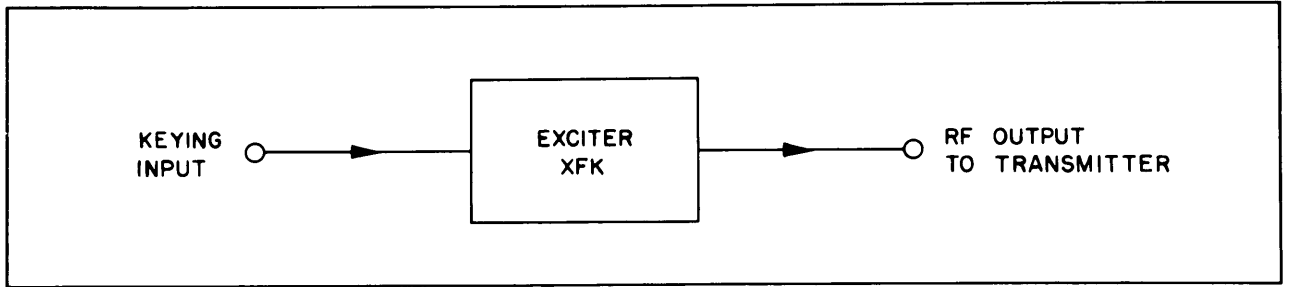 KEYING
INPUT
EXCITER
XFK
RF OUTPUT
TO TRANSMITTER